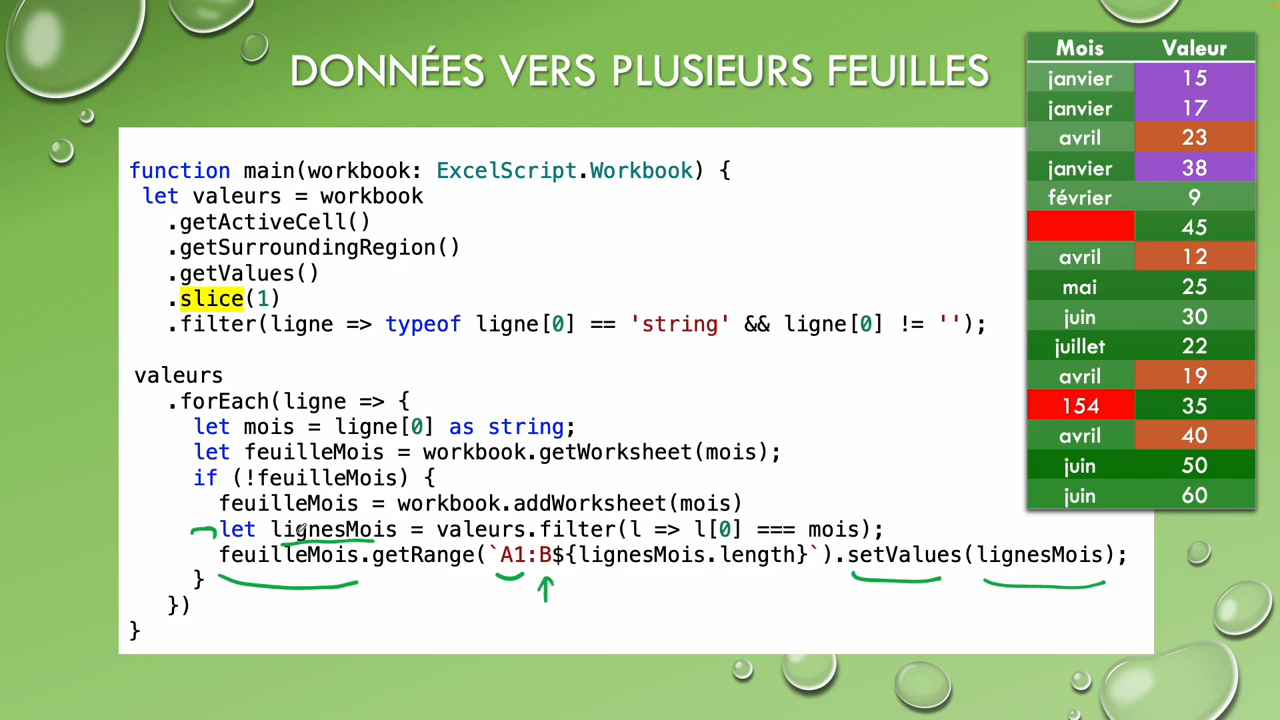 DONNÉES VERS PLUSIEURS FEUILLES
function main(workbook: ExcelScript.Workbook) {
let valeurs = workbook
.getActiveCell()
.getSurroundingRegion()
.getValues()
.slice(1)
.filter(ligne => typeof ligne[0] == 'string' && ligne[0] != '');
valeurs
.forEach(ligne => {
let mois = ligne[0] as string;
let feuilleMois = workbook.getWorksheet(mois);
if (!feuilleMois) {
feuilleMois = workbook.addWorksheet(mois)
let lignesMois = valeurs.filter(l => l[0] === mois);
feuilleMois.getRange(`A1:B${lignesMois.length}`).setValues(lignesMois);
}
})
}
Mois Valeur
janvier 15
janvier 17
avril 23
janvier 38
février 9
45
avril 12
mai 25
juin 30
juillet 22
avril 19
154 35
avril 40
juin 50
juin 60